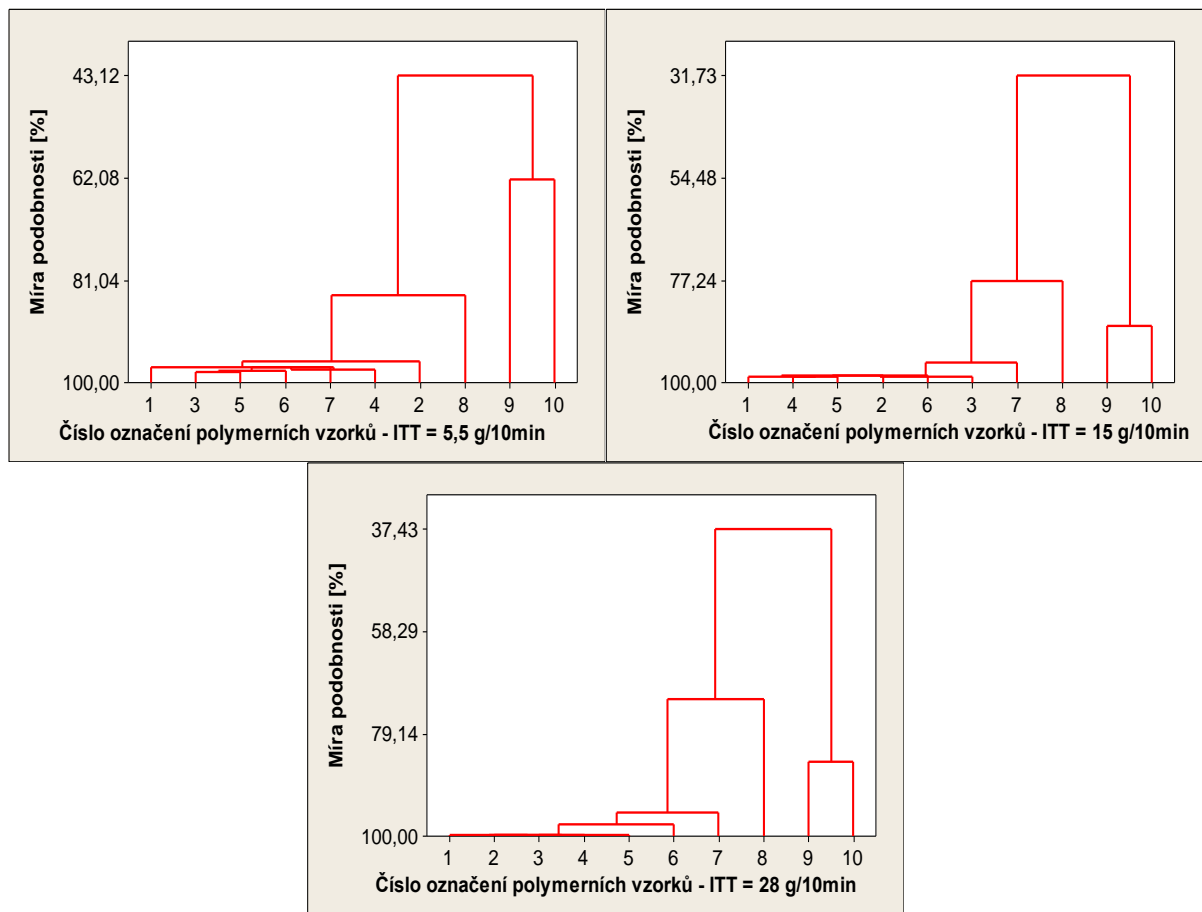 Míra podobnosti [%]
43,12
62,08
81,04
100,00
1 3 5 6 7 4 2 8 9 10
Číslo označení polymerních vzorků - ITT = 5,5 g/10min
Míra podobnosti [%]
31,73
54,48
77,24
100,00
1 4 5 2 6 3 7 8 9 10
Číslo označení polymerních vzorků - ITT = 15 g/10min
Míra podobnosti [%]
37,43
58,29
79,14
100,00
1 2 3 4 5 6 7 8 9 10
Číslo označení polymerních vzorků - ITT = 28 g/10min